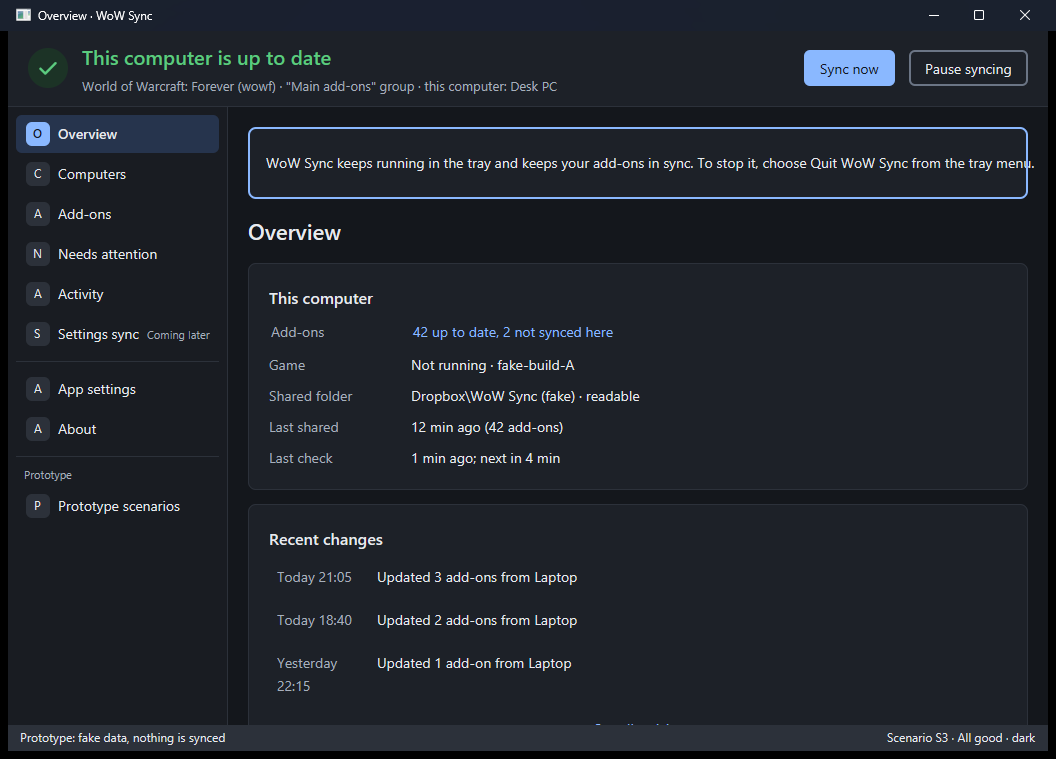 Overview · WoW Sync
This computer is up to date
World of Warcraft: Forever (wowf) · "Main add-ons" group · this computer: Desk PC
Sync now
Pause syncing
O Overview
C Computers
A Add-ons
N Needs attention
A Activity
S Settings sync Coming later
A App settings
A About
Prototype
P Prototype scenarios
WoW Sync keeps running in the tray and keeps your add-ons in sync. To stop it, choose Quit WoW Sync from the tray menu.
Overview
This computer
Add-ons 42 up to date, 2 not synced here
Game Not running · fake-build-A
Shared folder Dropbox\WoW Sync (fake) · readable
Last shared 12 min ago (42 add-ons)
Last check 1 min ago; next in 4 min
Recent changes
Today 21:05 Updated 3 add-ons from Laptop
Today 18:40 Updated 2 add-ons from Laptop
Yesterday 22:15 Updated 1 add-on from Laptop
Prototype: fake data, nothing is synced
Scenario S3 · All good · dark